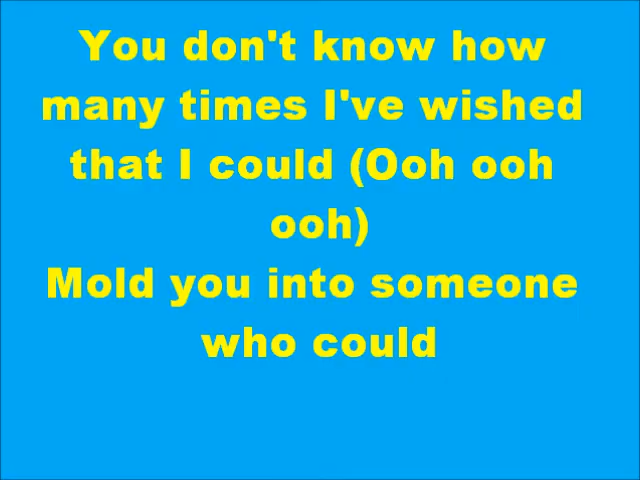 You don't know how
many times I've wished
that I could (Ooh ooh
ooh)
Mold you into someone
who could